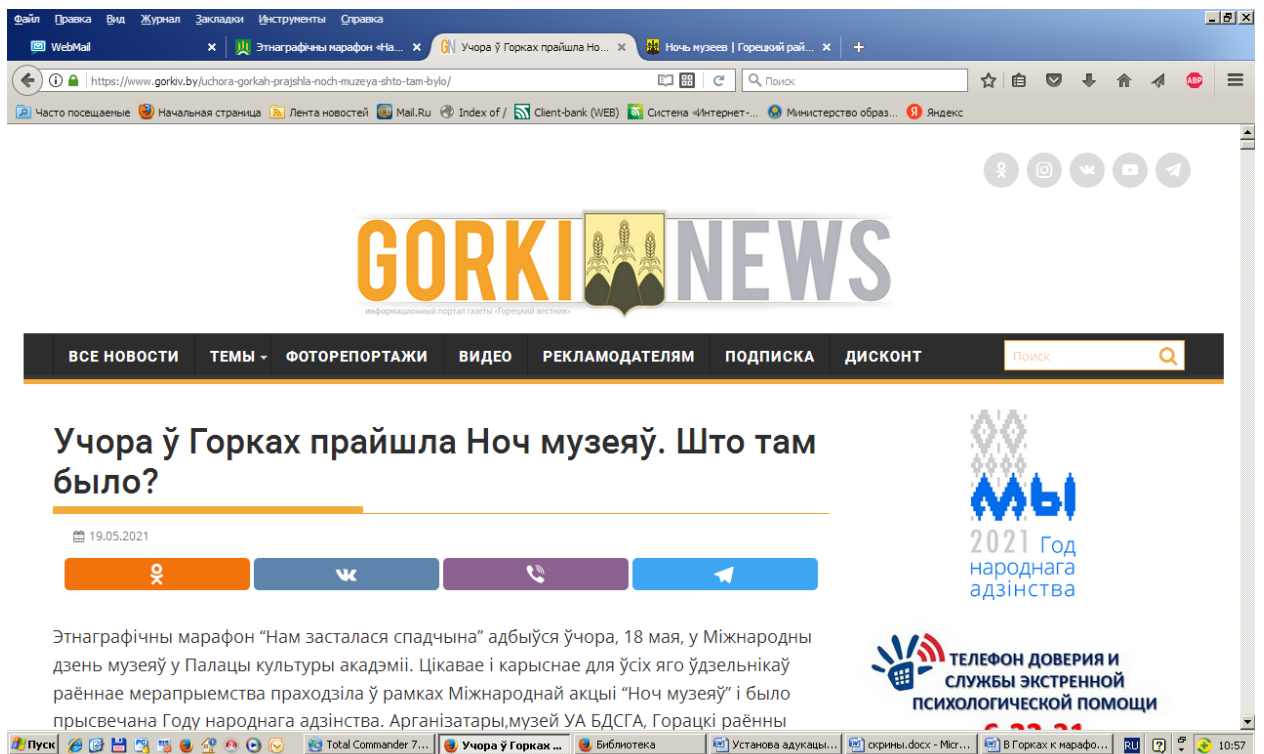 Файл Правка Вид Журнал Закладки Инструменты Справка
WebMail
Этнаграфічны марафон «На...
GN Учора ў Горках прайшла Но...
Ночь музеев | Горецкий рай...
https://www.gorkiv.by/uchora-gorkah-prajshla-noch-muzeya-shto-tam-bylo/
Поиск
ABP
Часто посещаемые Начальная страница Лента новостей Mail.Ru Index of / Client-bank (WEB) Система «Интернет-... Министерство образ... Яндекс
GORKI NEWS
информационный портал газеты «Горецкий вестник»
ВСЕ НОВОСТИ ТЕМЫ ФОТОРЕПОРТАЖИ ВИДЕО РЕКЛАМОДАТЕЛЯМ ПОДПИСКА ДИСКОНТ Поиск
Учора ў Горках прайшла Ноч музеяў. Што там
было?
19.05.2021
МЫ
2021 Год
народнага
адзінства
Этнаграфічны марафон “Нам засталася спадчына” адбыўся ўчора, 18 мая, у Міжнародны
дзень музеяў у Палацы культуры акадэміі. Цікавае і карыснае для ўсіх яго ўдзельнікаў
раённае мерапрыемства праходзіла ў рамках Міжнароднай акцыі “Ноч музеяў” і было
прысвечана Году народнага адзінства. Арганізатары,музей УА БДСГА, Горацкі раённы
ТЕЛЕФОН ДОВЕРИЯ И
СЛУЖБЫ ЭКСТРЕННОЙ
ПСИХОЛОГИЧЕСКОЙ ПОМОЩИ
Пуск Total Commander 7... Учора ў Горках ... Библиотека Установа адукацы... скрины.docx - Micr... В Горках к марафо... RU 10:57